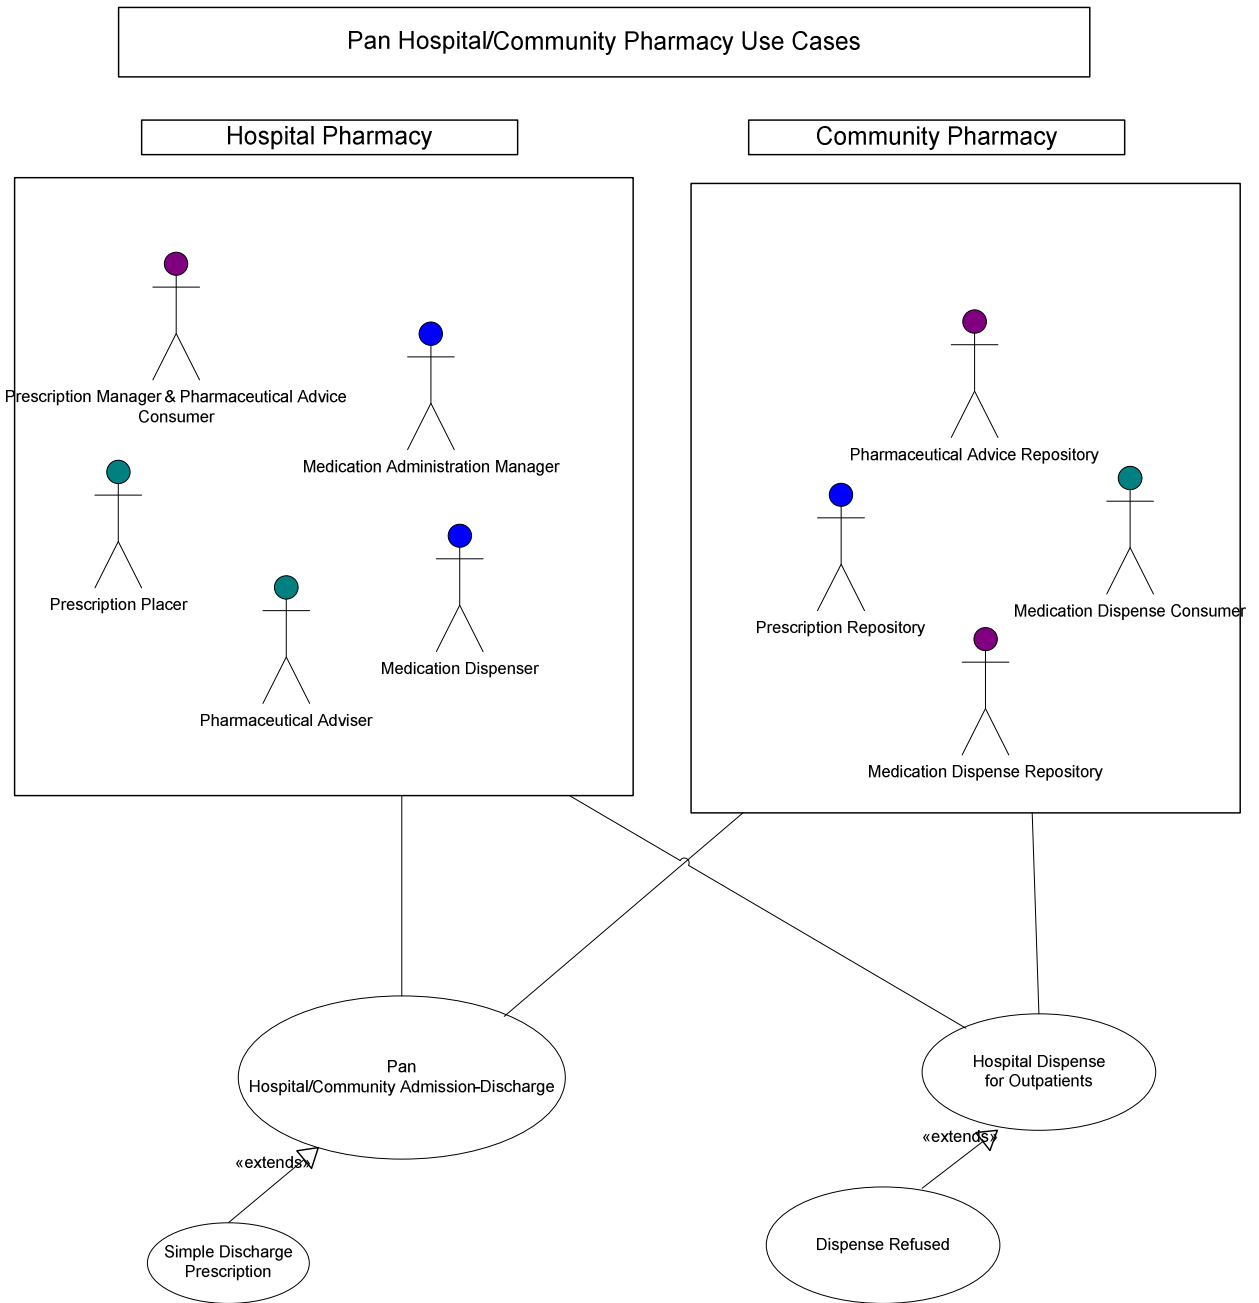 Pan Hospital/Community Pharmacy Use Cases
Hospital Pharmacy
Community Pharmacy
Prescription Manager & Pharmaceutical Advice
Consumer
Medication Administration Manager
Prescription Placer
Medication Dispenser
Pharmaceutical Adviser
Pharmaceutical Advice Repository
Prescription Repository
Medication Dispense Consumer
Medication Dispense Repository
Pan
Hospital/Community Admission-Discharge
Hospital Dispense
for Outpatients
«extends»
«extends»
Simple Discharge
Prescription
Dispense Refused